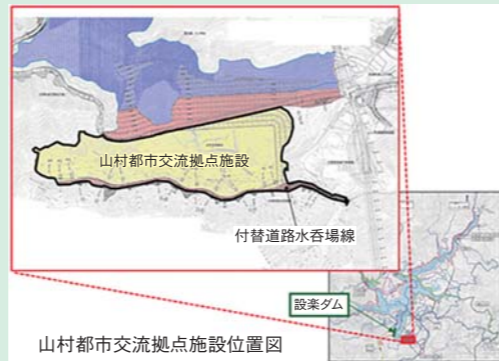 山村都市交流拠点施設
付替道路水呑場線
設楽ダム
山村都市交流拠点施設位置図